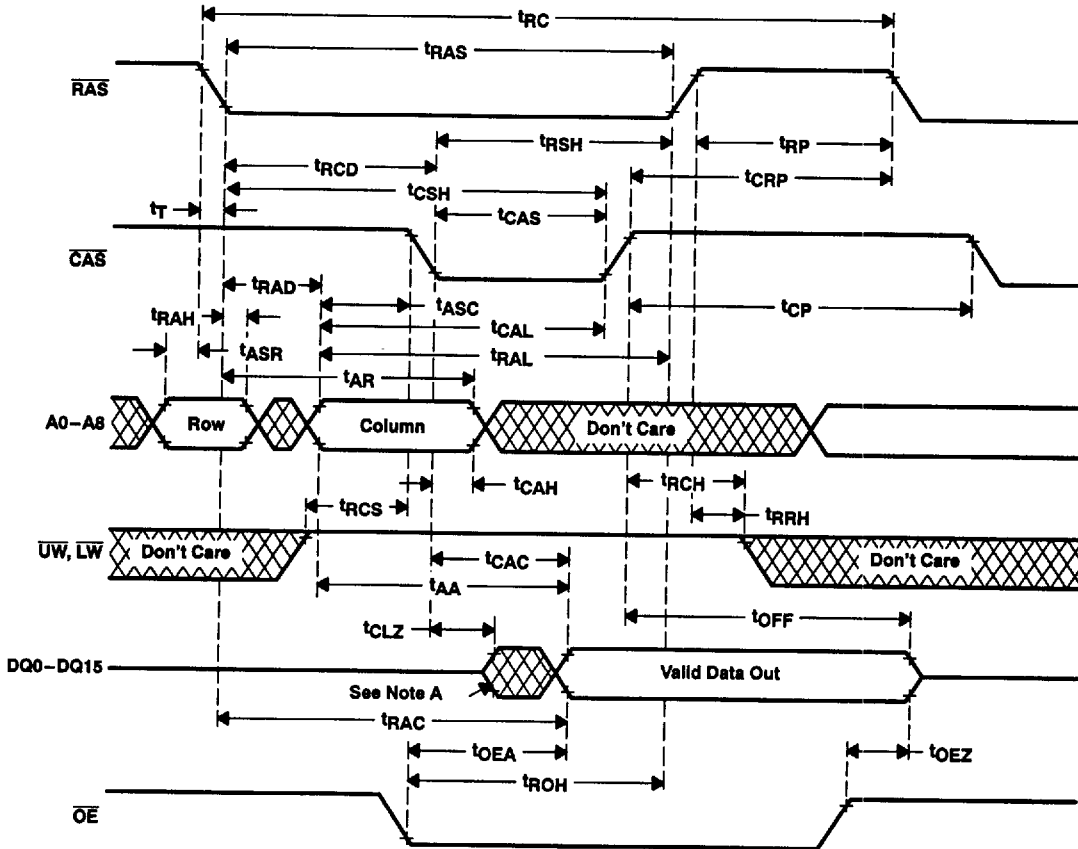 tRC
tRAS
RAS
tRSH
tRP
tRCD
tCRP
tCSH
tT
tCAS
CAS
tRAD
tASC
tCP
tRAH
tCAL
tASR
tRAL
tAR
A0–A8
Row
Column
Don't Care
tCAH
tRCH
tRCS
tRRH
UW, LW
Don't Care
Don't Care
tCAC
tAA
tOFF
tCLZ
DQ0–DQ15
Valid Data Out
See Note A
tRAC
tOEA
tOEZ
tROH
OE